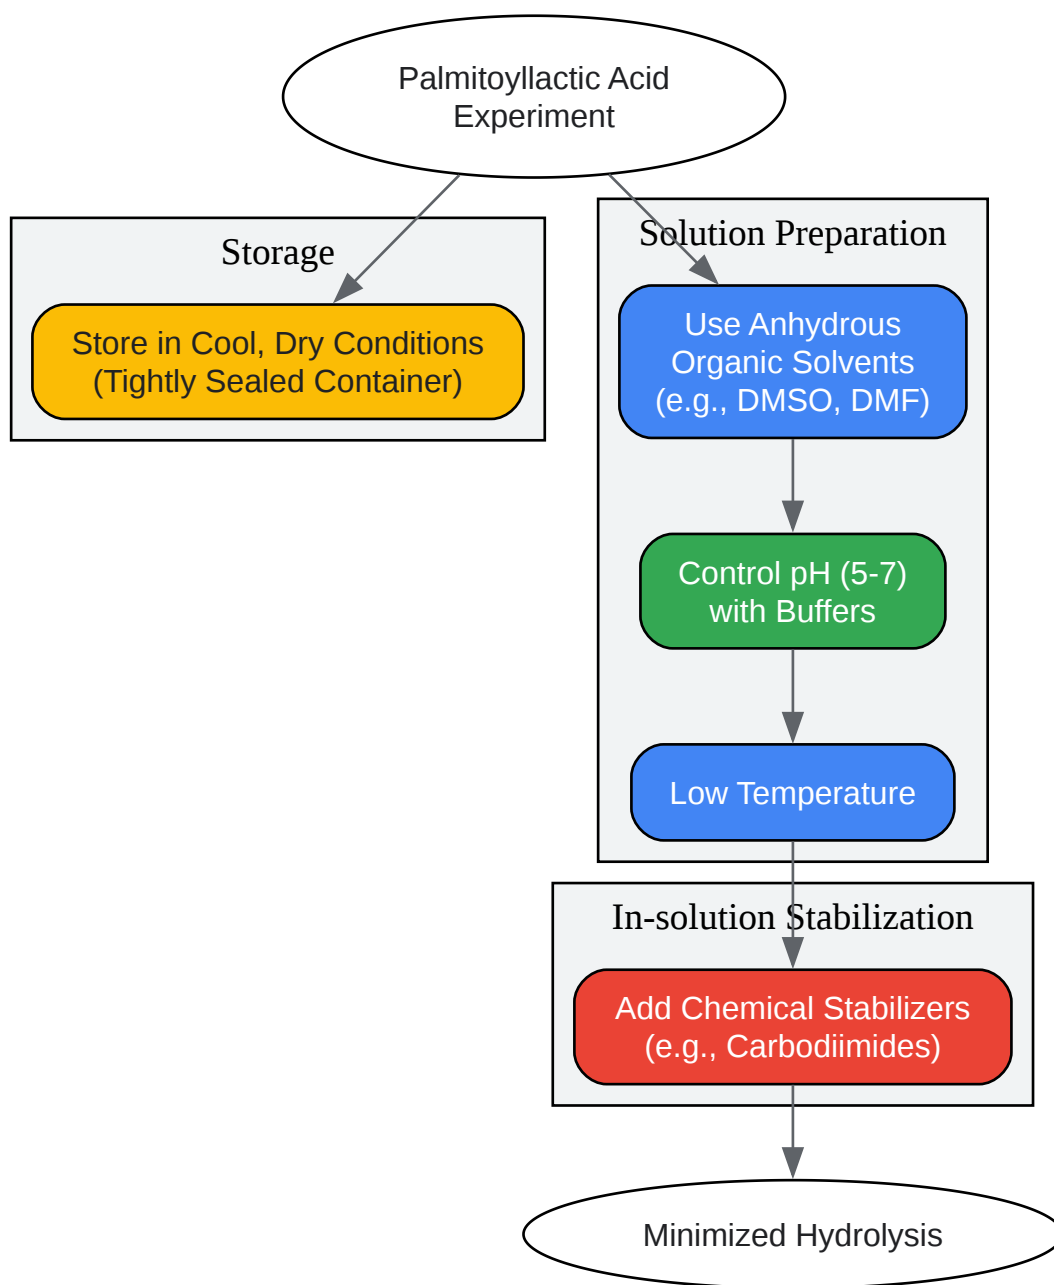 Palmitoyllactic Acid
Experiment
Storage
Store in Cool, Dry Conditions
(Tightly Sealed Container)
Solution Preparation
Use Anhydrous
Organic Solvents
(e.g., DMSO, DMF)
Control pH (5-7)
with Buffers
Low Temperature
In-solution Stabilization
Add Chemical Stabilizers
(e.g., Carbodiimides)
Minimized Hydrolysis